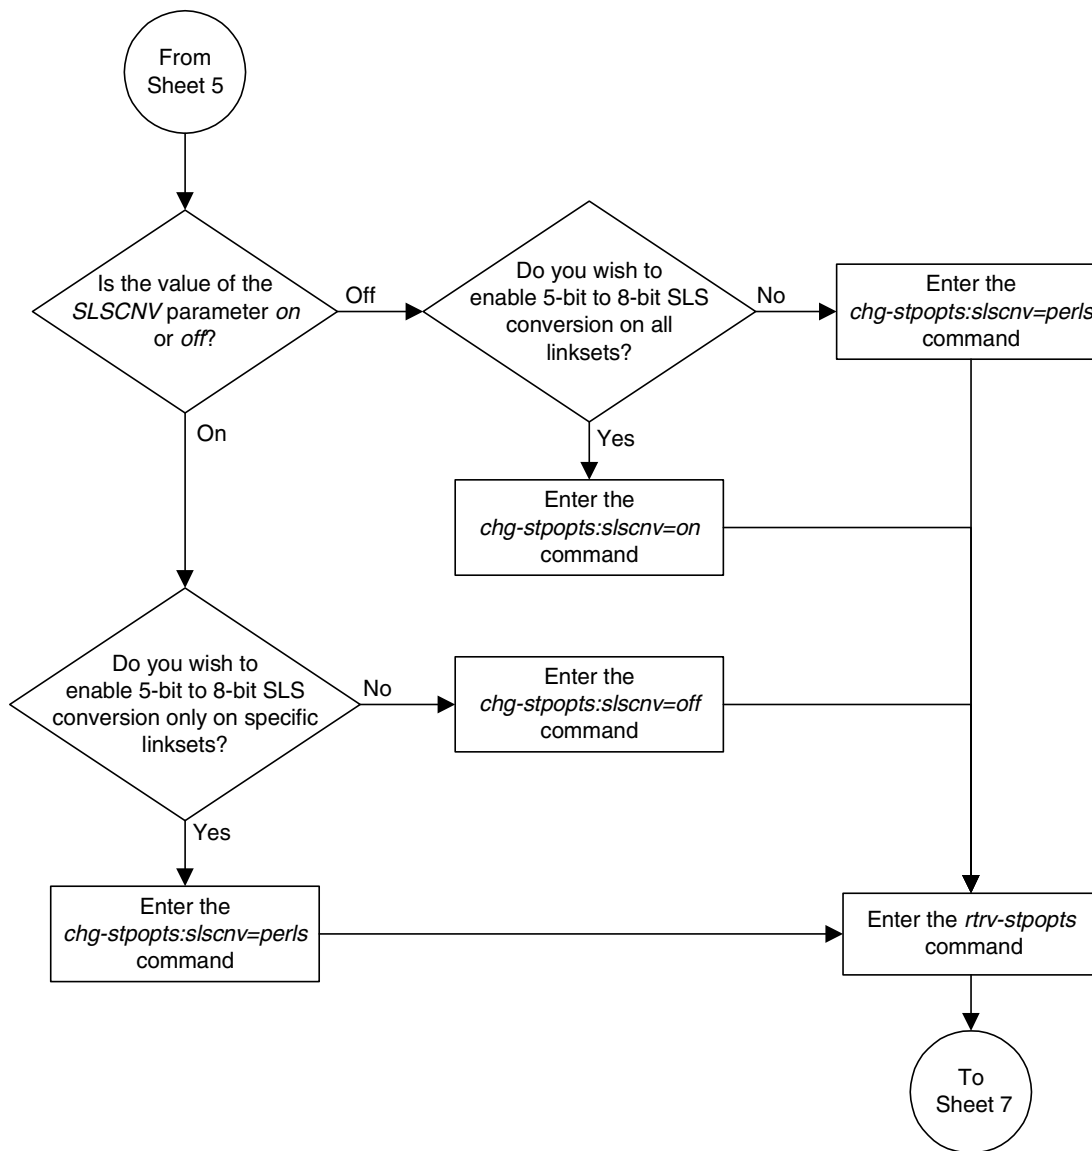 From
Sheet 5
Is the value of the
SLSCNV parameter on
or off?
Off
Do you wish to
enable 5-bit to 8-bit SLS
conversion on all
linksets?
No
Enter the
chg-stpopts:slscnv=perls
command
On
Yes
Enter the
chg-stpopts:slscnv=on
command
Do you wish to
enable 5-bit to 8-bit SLS
conversion only on specific
linksets?
No
Enter the
chg-stpopts:slscnv=off
command
Yes
Enter the
chg-stpopts:slscnv=perls
command
Enter the rtrv-stpopts
command
To
Sheet 7